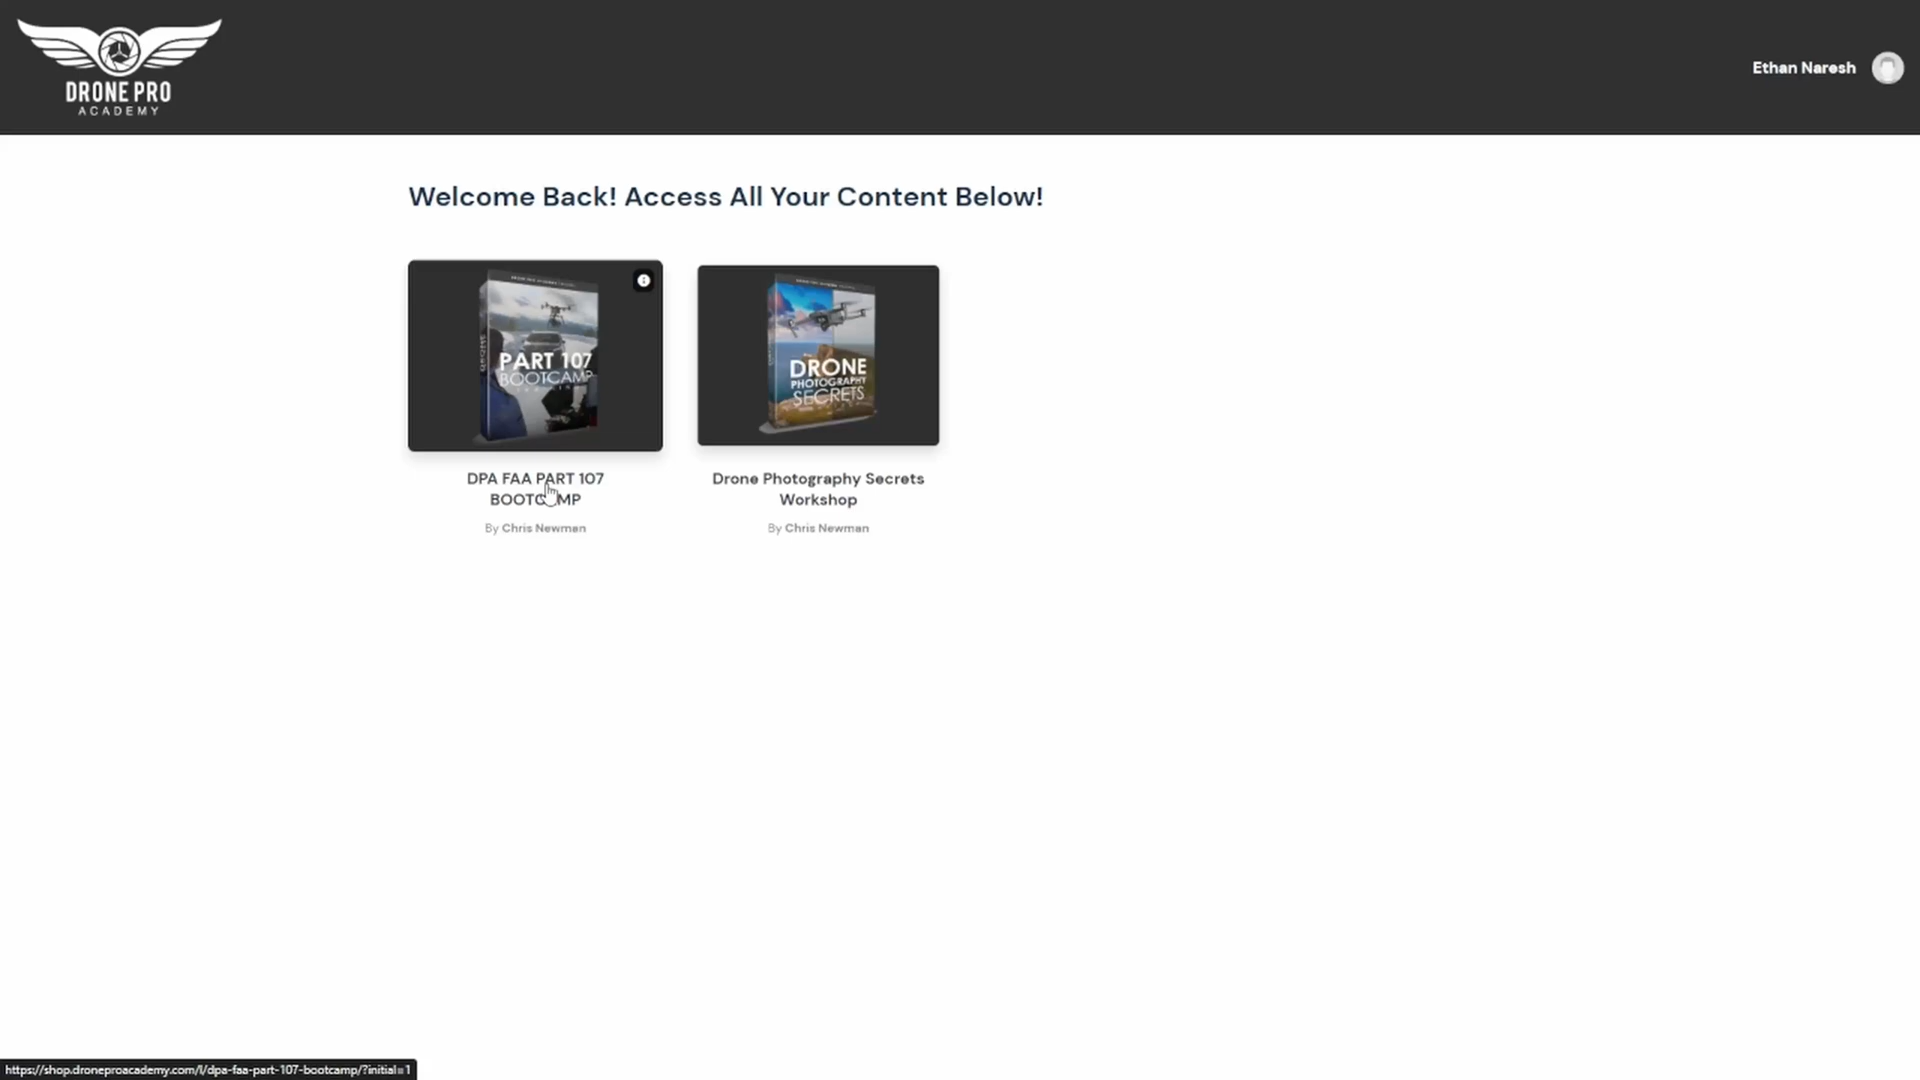 DRONE PRO
ACADEMY
Ethan Naresh
Welcome Back! Access All Your Content Below!
PART 107
BOOTCAMP
DRONE
PHOTOGRAPHY
SECRETS
DPA FAA PART 107
BOOTCAMP
By Chris Newman
Drone Photography Secrets
Workshop
By Chris Newman
https://shop.droneproacademy.com/l/dpa-faa-part-107-bootcamp/?initial=1